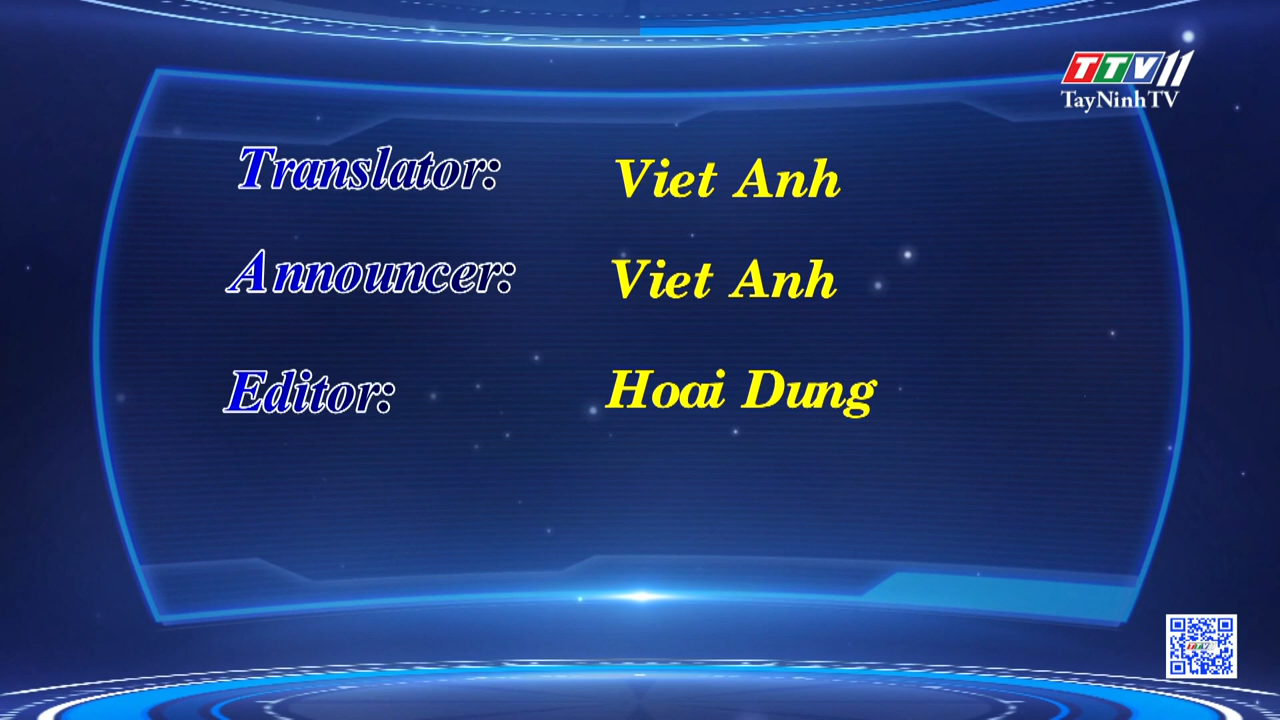 TTV11
TayNinhTV
Translator: Viet Anh
Announcer: Viet Anh
Editor: Hoai Dung